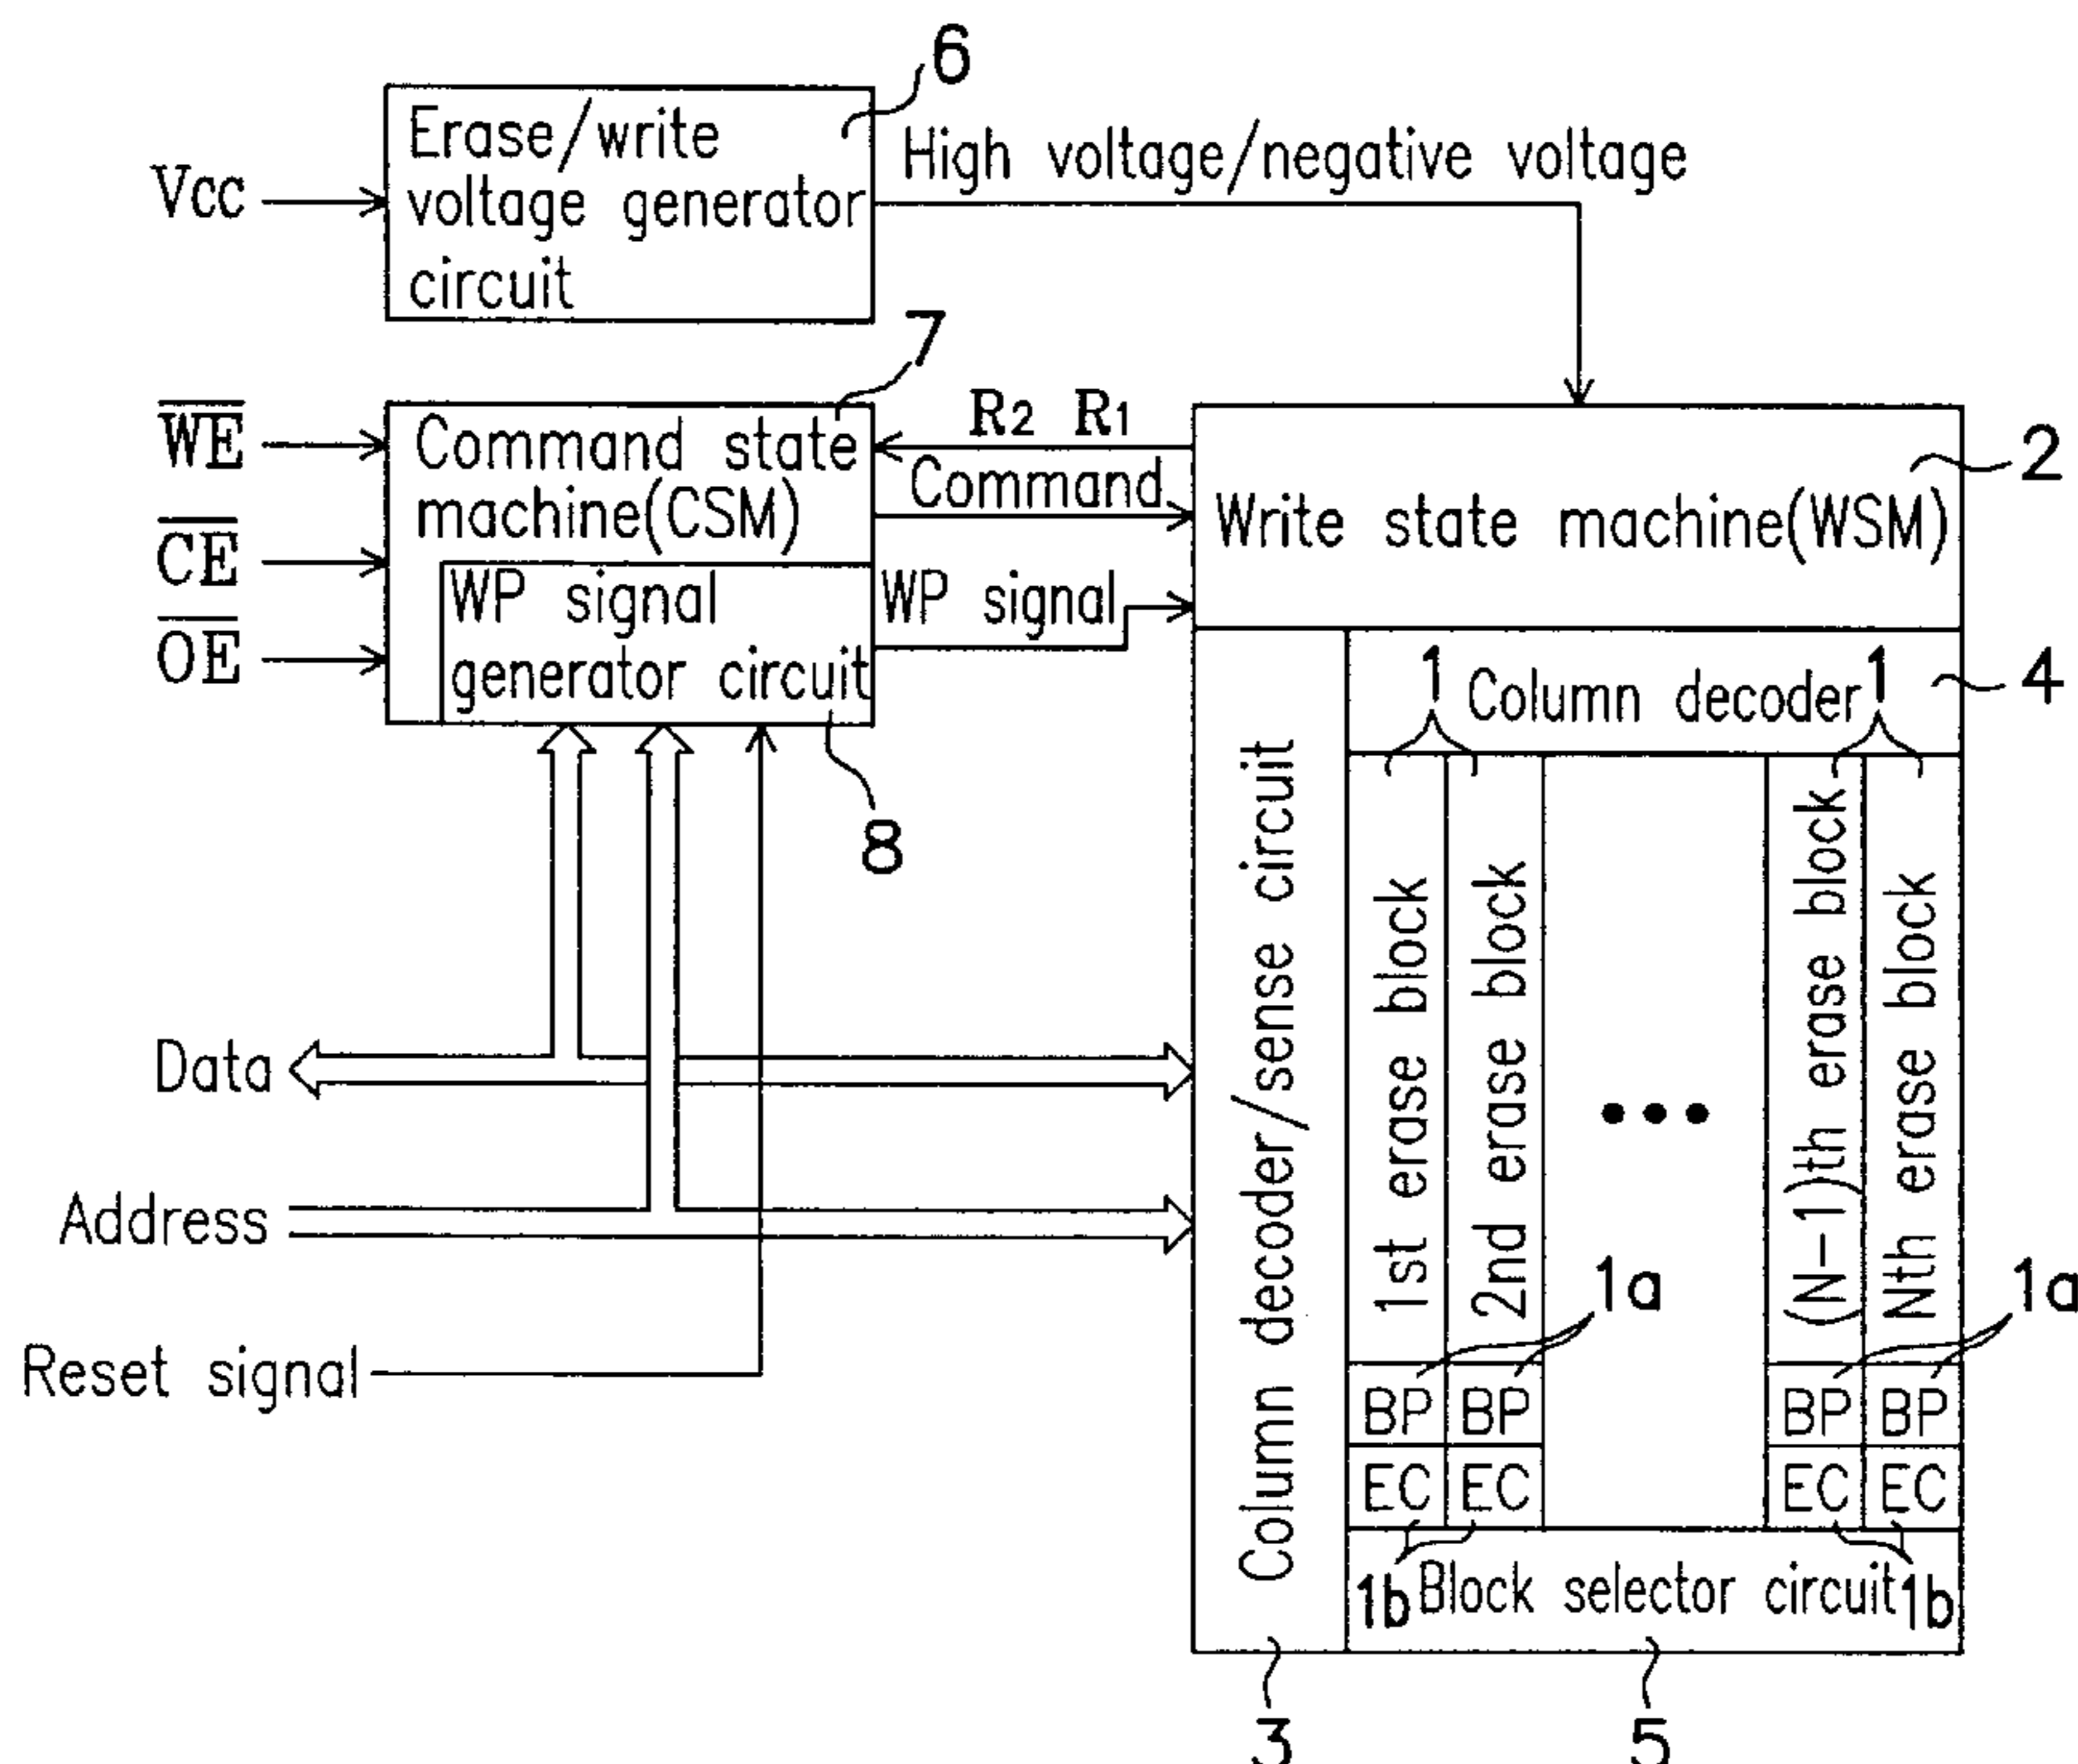 6
Erase/write
voltage generator
circuit
Vcc
High voltage/negative voltage
7
W̅E̅
C̅E̅
O̅E̅
Command state
machine(CSM)
WP signal
generator circuit
8
R2 R1
Command
WP signal
Write state machine(WSM)
2
1 Column decoder 1
4
Column decoder/sense circuit
1st erase block
2nd erase block
•••
(N-1)th erase block
Nth erase block
Data
Address
Reset signal
1a
1a
BP BP BP BP
EC EC EC EC
1b Block selector circuit 1b
3
5